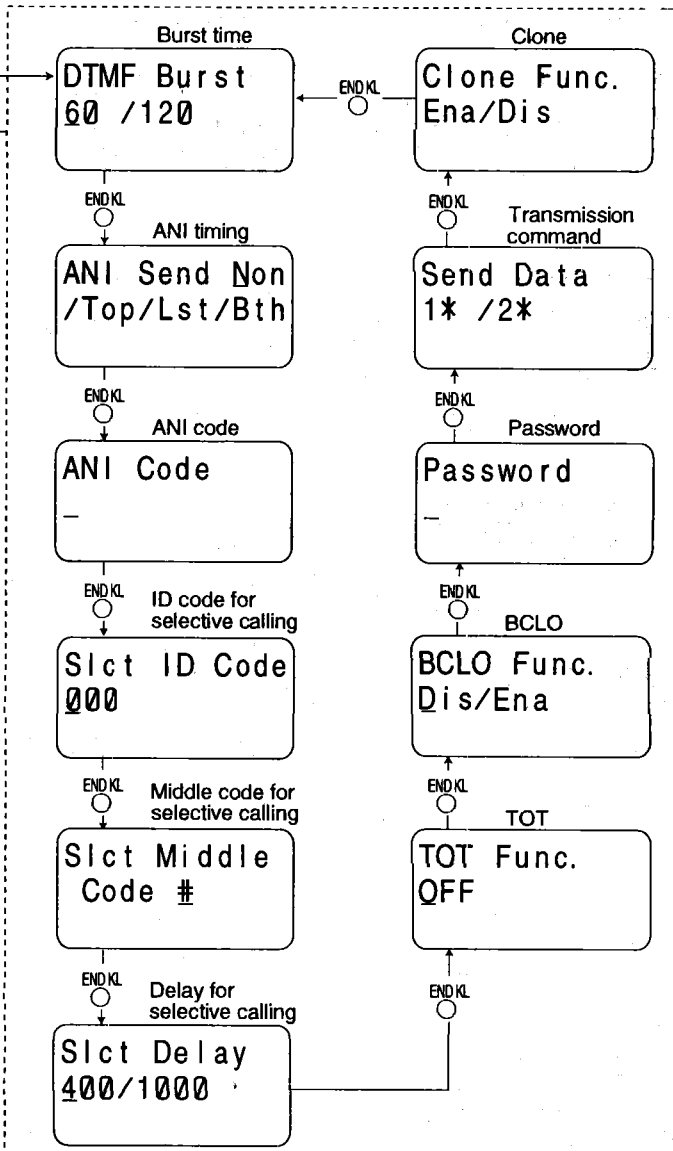 Burst time
DTMF Burst
60 /120
END KL
ANI timing
ANI Send Non
/Top/Lst/Bth
END KL
ANI code
ANI Code
_
END KL
ID code for
selective calling
Slct ID Code
000
END KL
Middle code for
selective calling
Slct Middle
Code #
END KL
Delay for
selective calling
Slct Delay
400/1000
END KL
TOT
TOT Func.
OFF
END KL
BCLO
BCLO Func.
Dis/Ena
END KL
Password
Password
_
END KL
Transmission
command
Send Data
1* /2*
END KL
Clone
Clone Func.
Ena/Dis
END KL